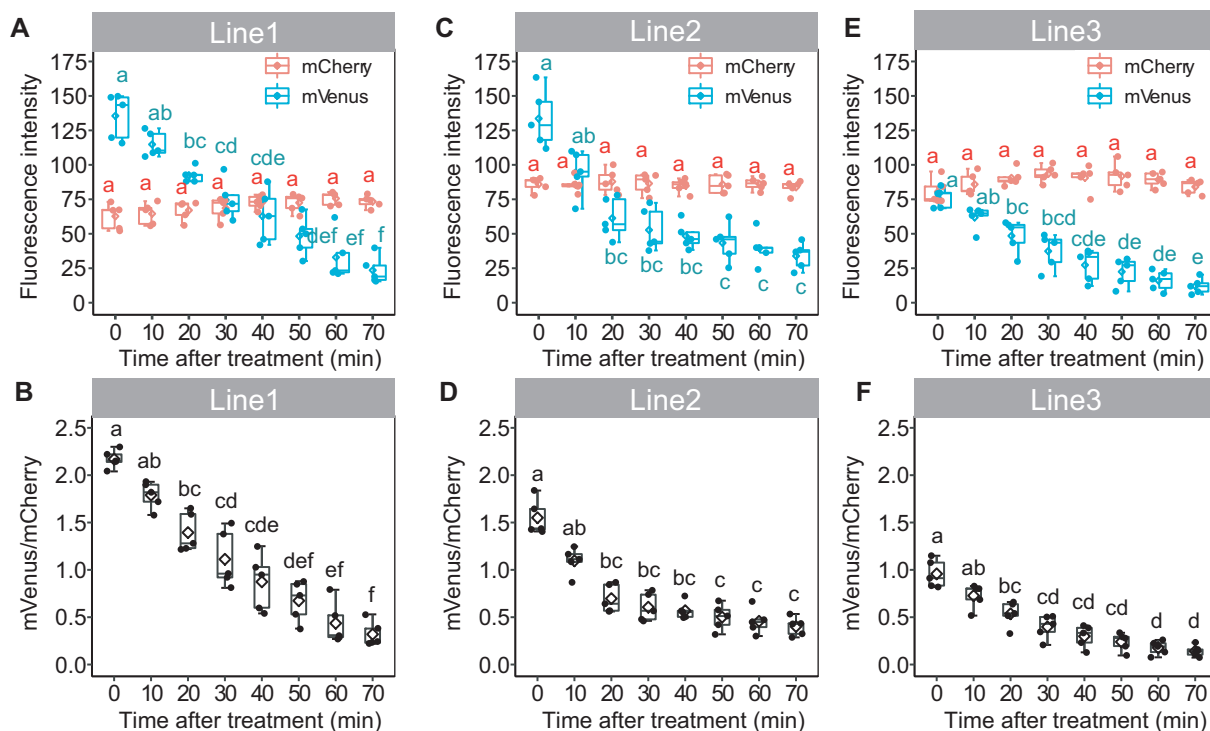 A
Line1
175
150
125
100
75
50
25
0
Fluorescence intensity
mCherry
mVenus
a
ab
bc
cd
cde
def
ef
f
a a a a a a a a
0 10 20 30 40 50 60 70
Time after treatment (min)
C
Line2
175
150
125
100
75
50
25
0
Fluorescence intensity
mCherry
mVenus
a
ab
a a a a a a a a
bc bc bc c c c
0 10 20 30 40 50 60 70
Time after treatment (min)
E
Line3
175
150
125
100
75
50
25
0
Fluorescence intensity
mCherry
mVenus
a a a a a a a a
a ab bc bcd cde de de e
0 10 20 30 40 50 60 70
Time after treatment (min)
B
Line1
2.5
2.0
1.5
1.0
0.5
0.0
mVenus/mCherry
a
ab
bc
cd
cde
def
ef
f
0 10 20 30 40 50 60 70
Time after treatment (min)
D
Line2
2.5
2.0
1.5
1.0
0.5
0.0
mVenus/mCherry
a
ab
bc bc bc c c c
0 10 20 30 40 50 60 70
Time after treatment (min)
F
Line3
2.5
2.0
1.5
1.0
0.5
0.0
mVenus/mCherry
a ab bc cd cd cd d d
0 10 20 30 40 50 60 70
Time after treatment (min)